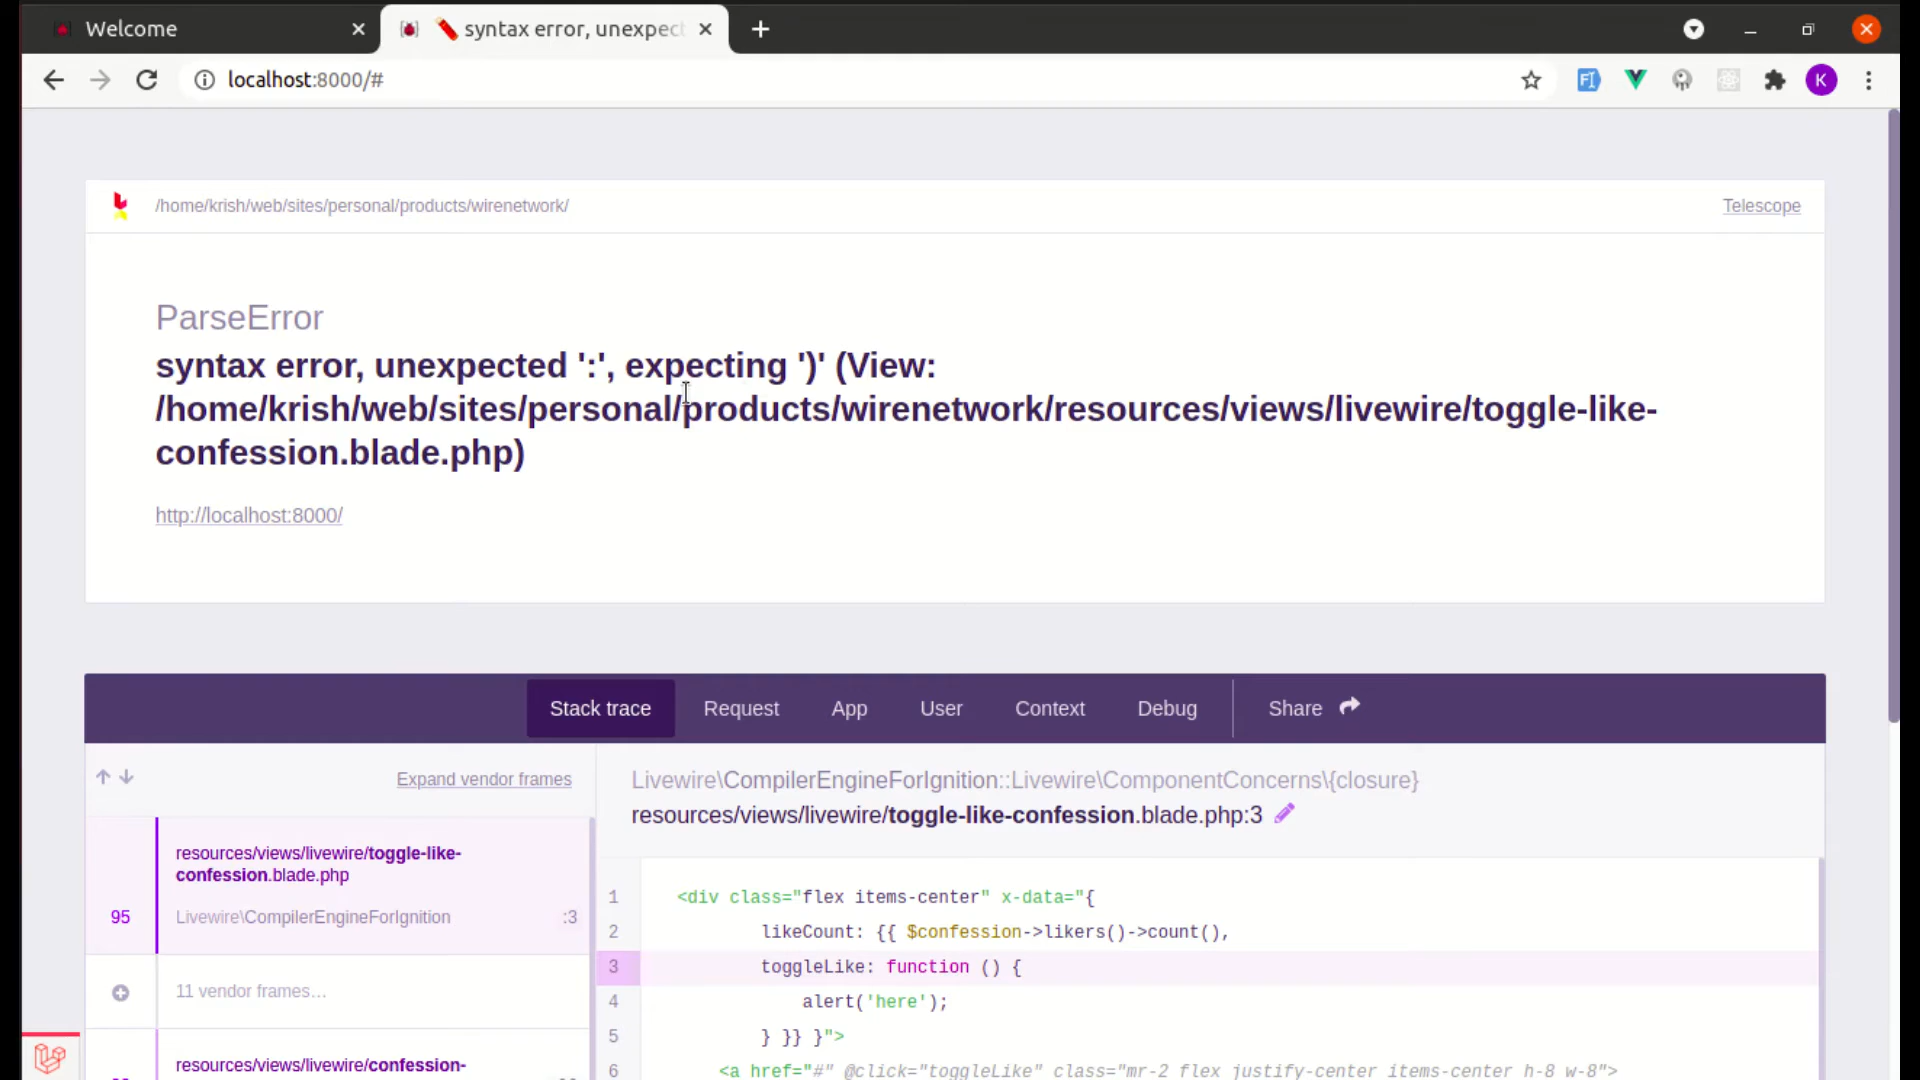 Welcome
syntax error, unexpect
localhost:8000/#
K
/home/krish/web/sites/personal/products/wirenetwork/
Telescope
ParseError
syntax error, unexpected ':', expecting ')' (View:
/home/krish/web/sites/personal/products/wirenetwork/resources/views/livewire/toggle-like-
confession.blade.php)
http://localhost:8000/
Stack trace
Request
App
User
Context
Debug
Share
Expand vendor frames
resources/views/livewire/toggle-like-
confession.blade.php
95
Livewire\CompilerEngineForIgnition
:3
11 vendor frames…
resources/views/livewire/confession-
Livewire\CompilerEngineForIgnition::Livewire\ComponentConcerns\{closure}
resources/views/livewire/toggle-like-confession.blade.php:3
1 <div class="flex items-center" x-data="{
2 likeCount: {{ $confession->likers()->count(),
3 toggleLike: function () {
4 alert('here');
5 } }} }">
6 <a href="#" @click="toggleLike" class="mr-2 flex justify-center items-center h-8 w-8">